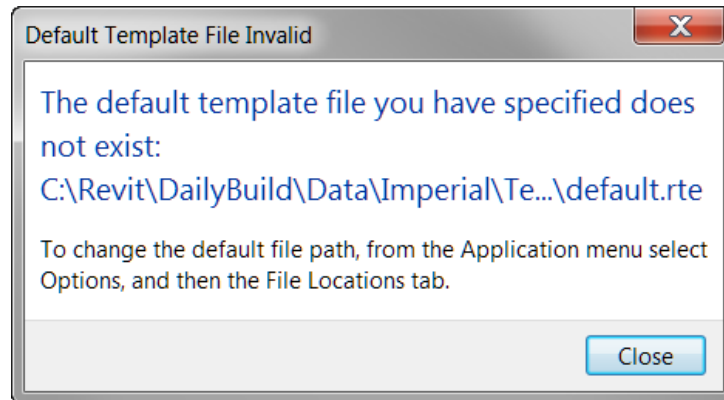 Default Template File Invalid
The default template file you have specified does
not exist:
C:\Revit\DailyBuild\Data\Imperial\Te...\default.rte
To change the default file path, from the Application menu select
Options, and then the File Locations tab.
Close